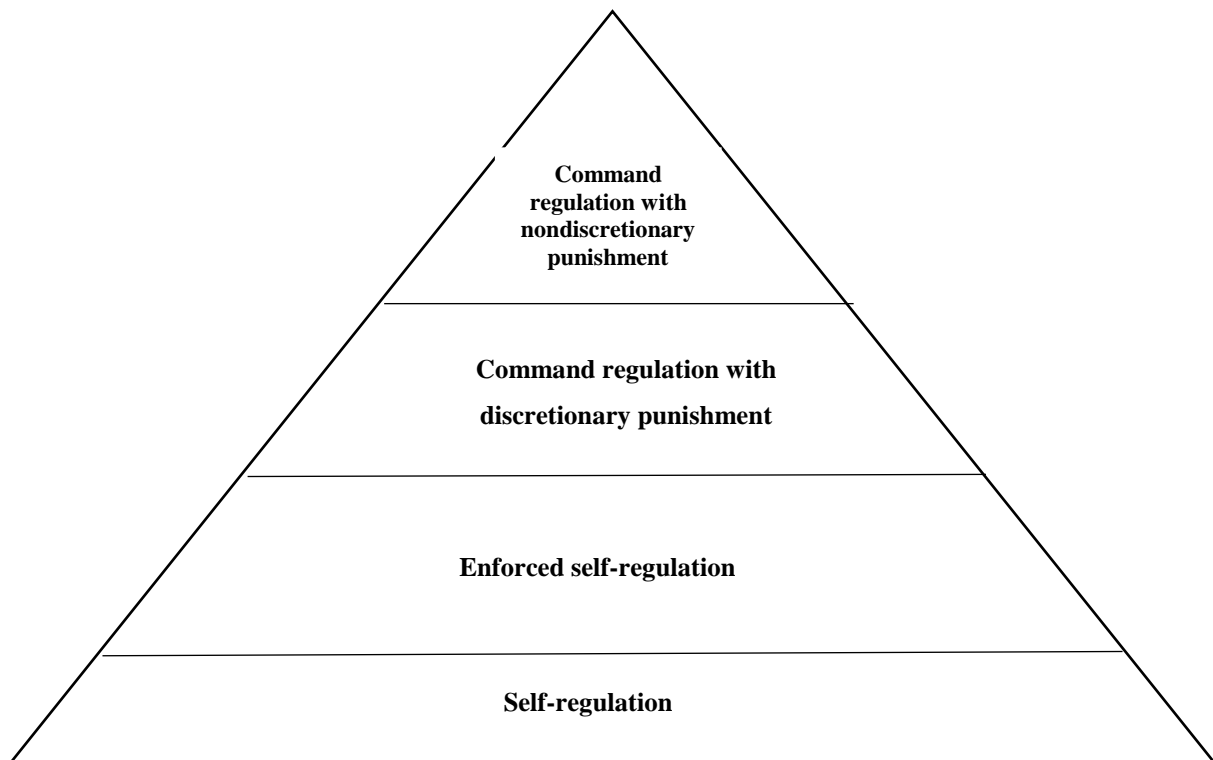 Command
regulation with
nondiscretionary
punishment
Command regulation with
discretionary punishment
Enforced self-regulation
Self-regulation